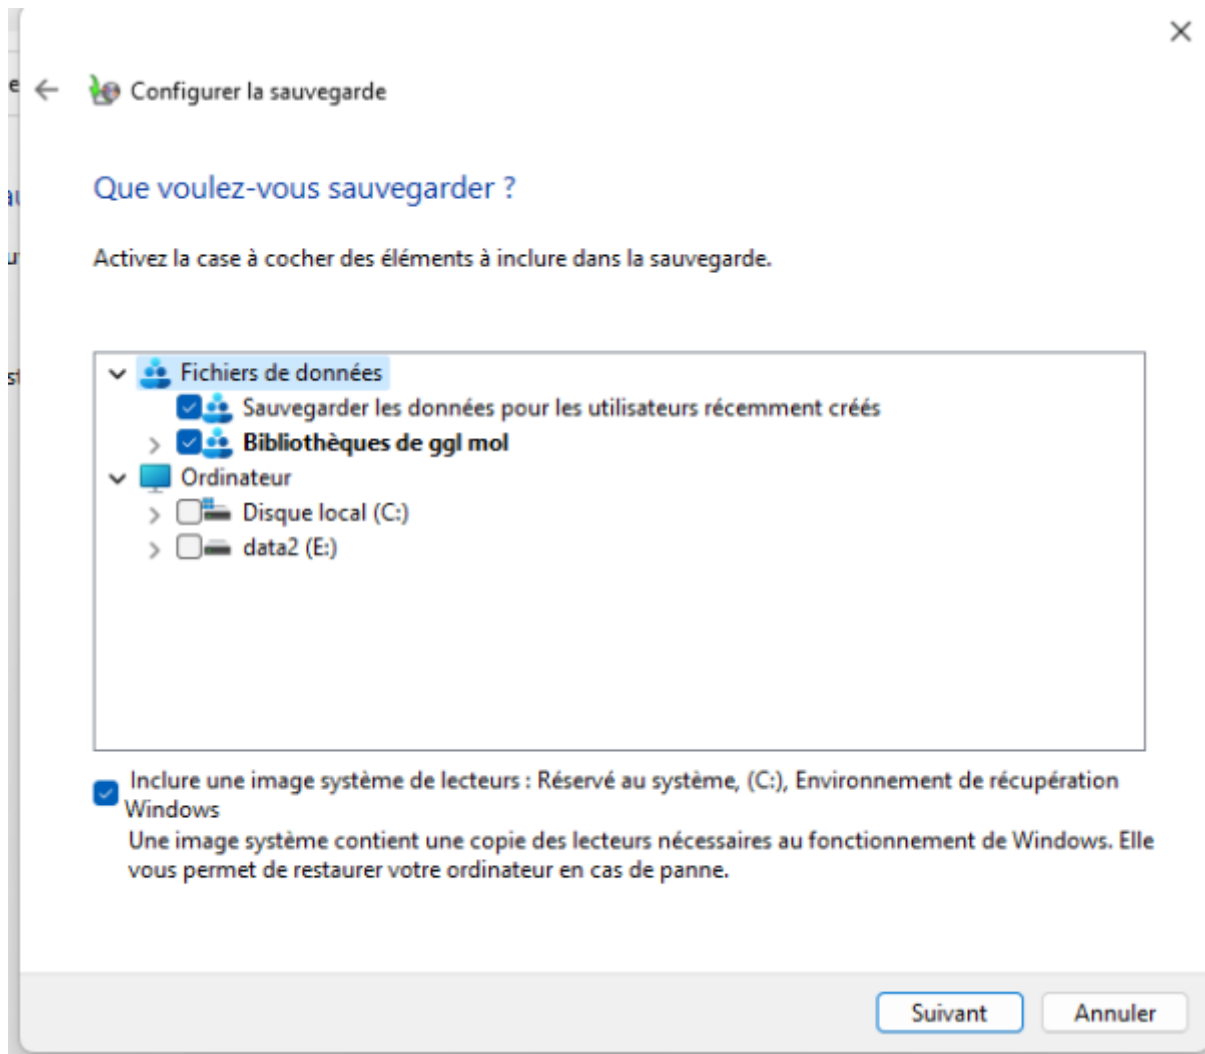 Configurer la sauvegarde
Que voulez-vous sauvegarder ?
Activez la case à cocher des éléments à inclure dans la sauvegarde.
Fichiers de données
Sauvegarder les données pour les utilisateurs récemment créés
Bibliothèques de ggl mol
Ordinateur
Disque local (C:)
data2 (E:)
Inclure une image système de lecteurs : Réservé au système, (C:), Environnement de récupération
Windows
Une image système contient une copie des lecteurs nécessaires au fonctionnement de Windows. Elle
vous permet de restaurer votre ordinateur en cas de panne.
Suivant
Annuler